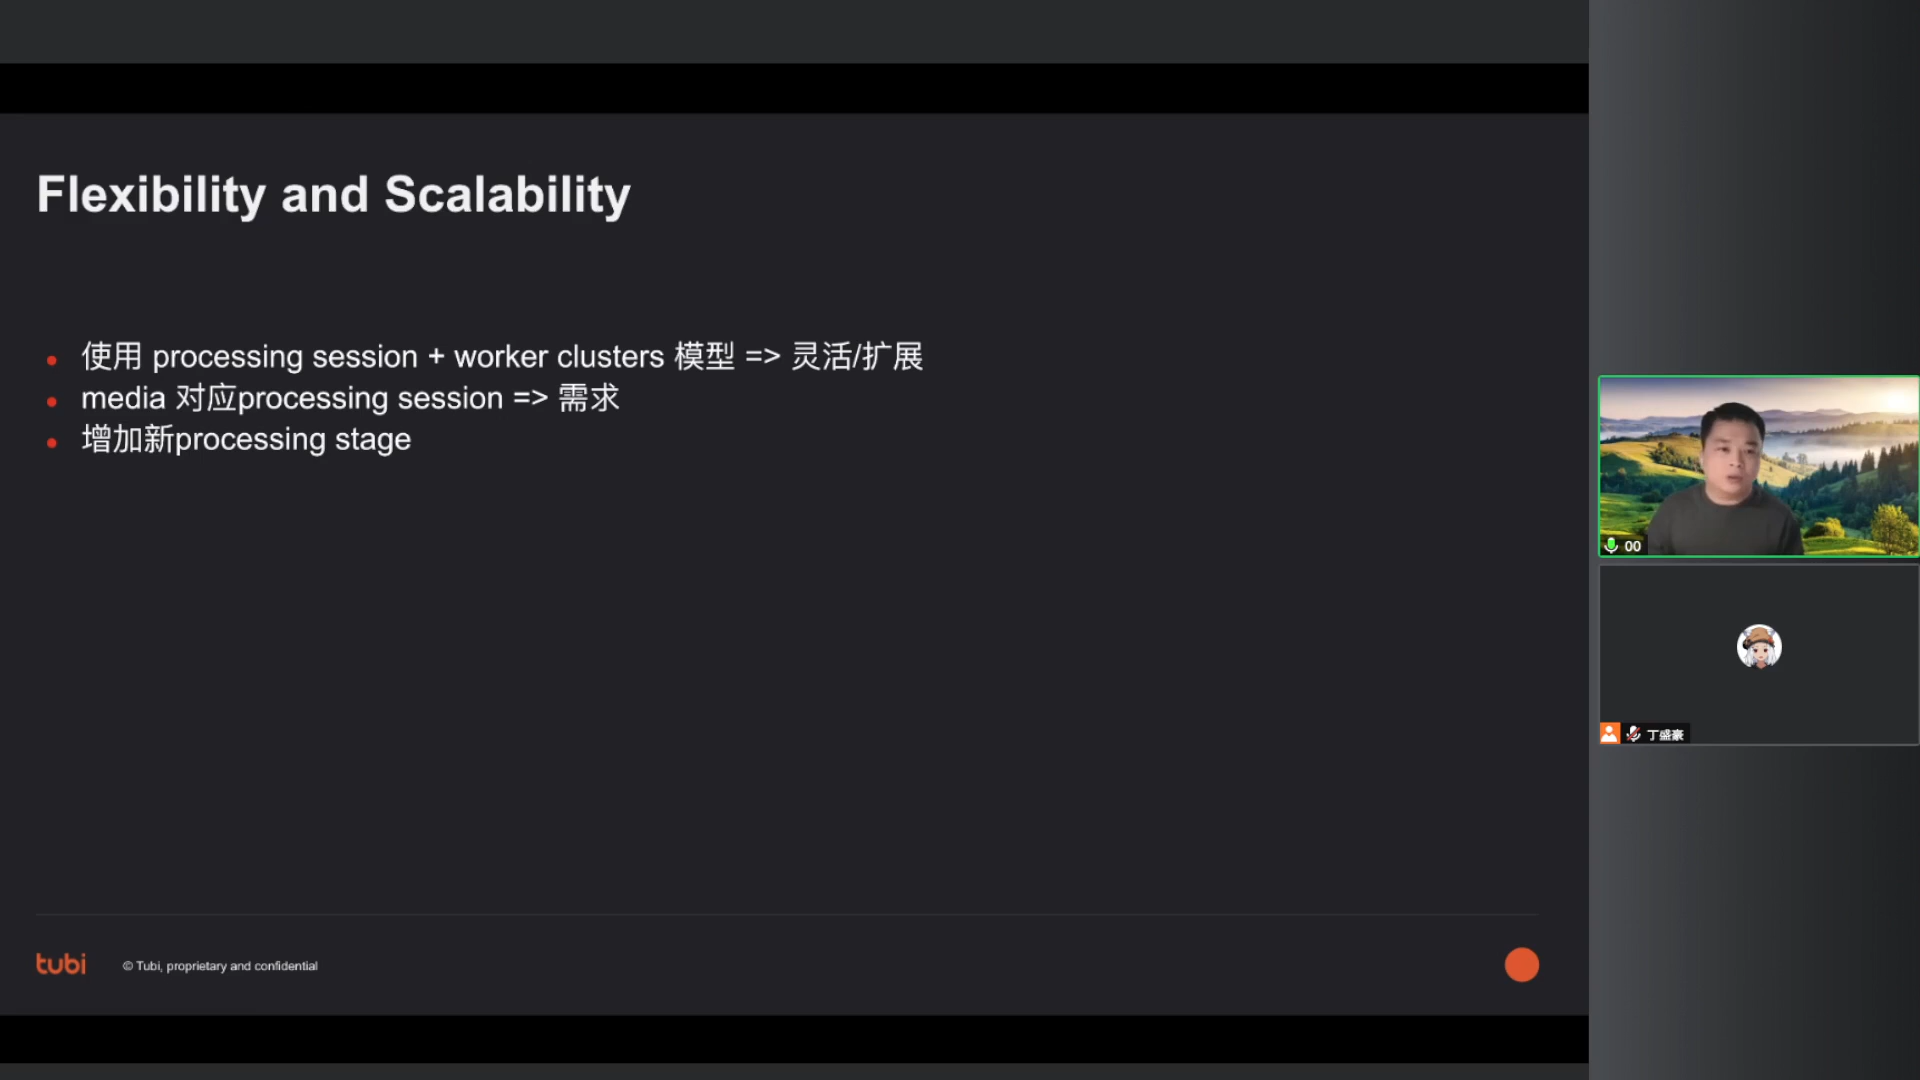 Flexibility and Scalability
使用 processing session + worker clusters 模型 => 灵活/扩展
media 对应processing session => 需求
增加新processing stage
tubi
© Tubi, proprietary and confidential
00
丁盛豪